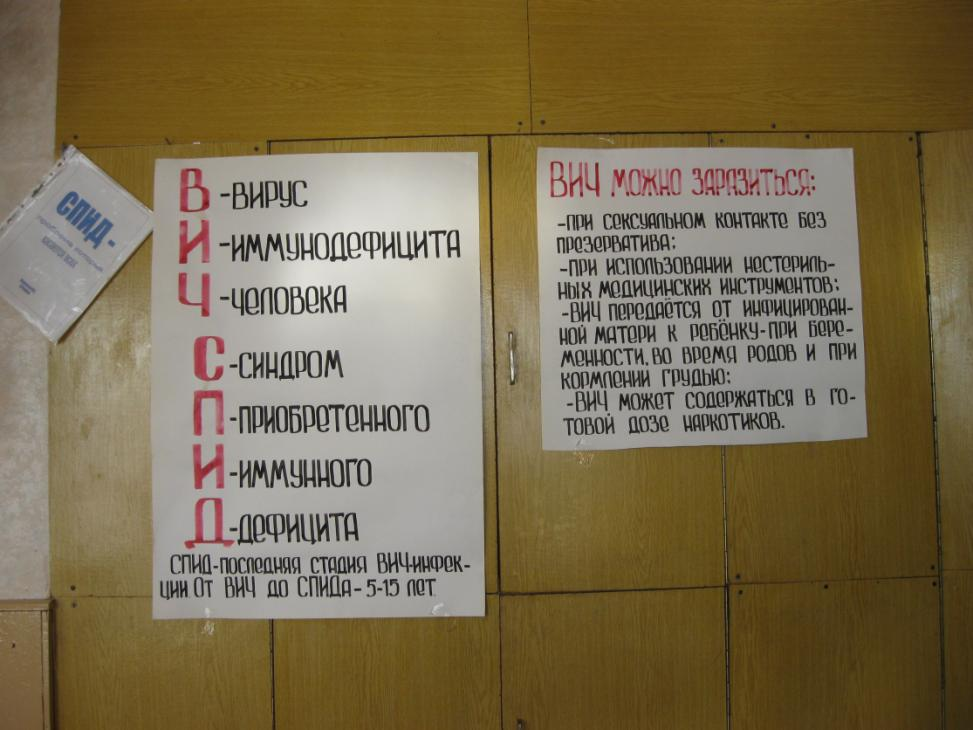 СПИД-
В -ВИРУС
И -ИММУНОДЕФИЦИТА
Ч -ЧЕЛОВЕКА
С -СИНДРОМ
П -ПРИОБРЕТЕННОГО
И -ИММУННОГО
Д -ДЕФИЦИТА
СПИД-ПОСЛЕДНЯЯ СТАДИЯ ВИЧ-ИНФЕК-
ЦИИ ОТ ВИЧ ДО СПИДА - 5-15 ЛЕТ
ВИЧ МОЖНО ЗАРАЗИТЬСЯ:
-ПРИ СЕКСУАЛЬНОМ КОНТАКТЕ БЕЗ
ПРЕЗЕРВАТИВА;
-ПРИ ИСПОЛЬЗОВАНИИ НЕСТЕРИЛЬ-
НЫХ МЕДИЦИНСКИХ ИНСТРУМЕНТОВ;
-ВИЧ ПЕРЕДАЁТСЯ ОТ ИНФИЦИРОВАН-
НОЙ МАТЕРИ К РЕБЁНКУ-ПРИ БЕРЕ-
МЕННОСТИ, ВО ВРЕМЯ РОДОВ И ПРИ
КОРМЛЕНИИ ГРУДЬЮ;
-ВИЧ МОЖЕТ СОДЕРЖАТЬСЯ В ГО-
ТОВОЙ ДОЗЕ НАРКОТИКОВ.